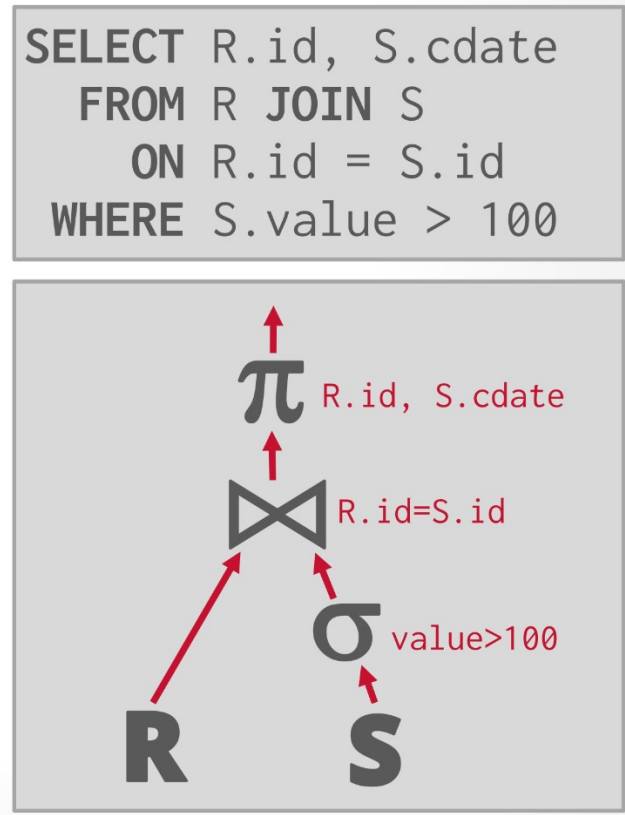 SELECT R.id, S.cdate
FROM R JOIN S
ON R.id = S.id
WHERE S.value > 100
π R.id, S.cdate
⋈ R.id=S.id
σ value>100
R S